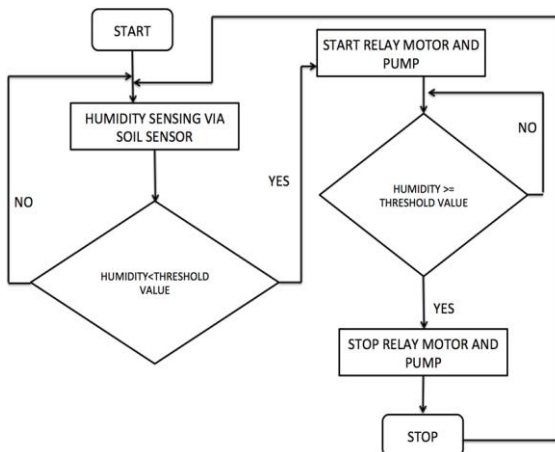 START
HUMIDITY SENSING VIA
SOIL SENSOR
NO
HUMIDITY<THRESHOLD
VALUE
YES
START RELAY MOTOR AND
PUMP
NO
HUMIDITY >=
THRESHOLD VALUE
YES
STOP RELAY MOTOR AND
PUMP
STOP